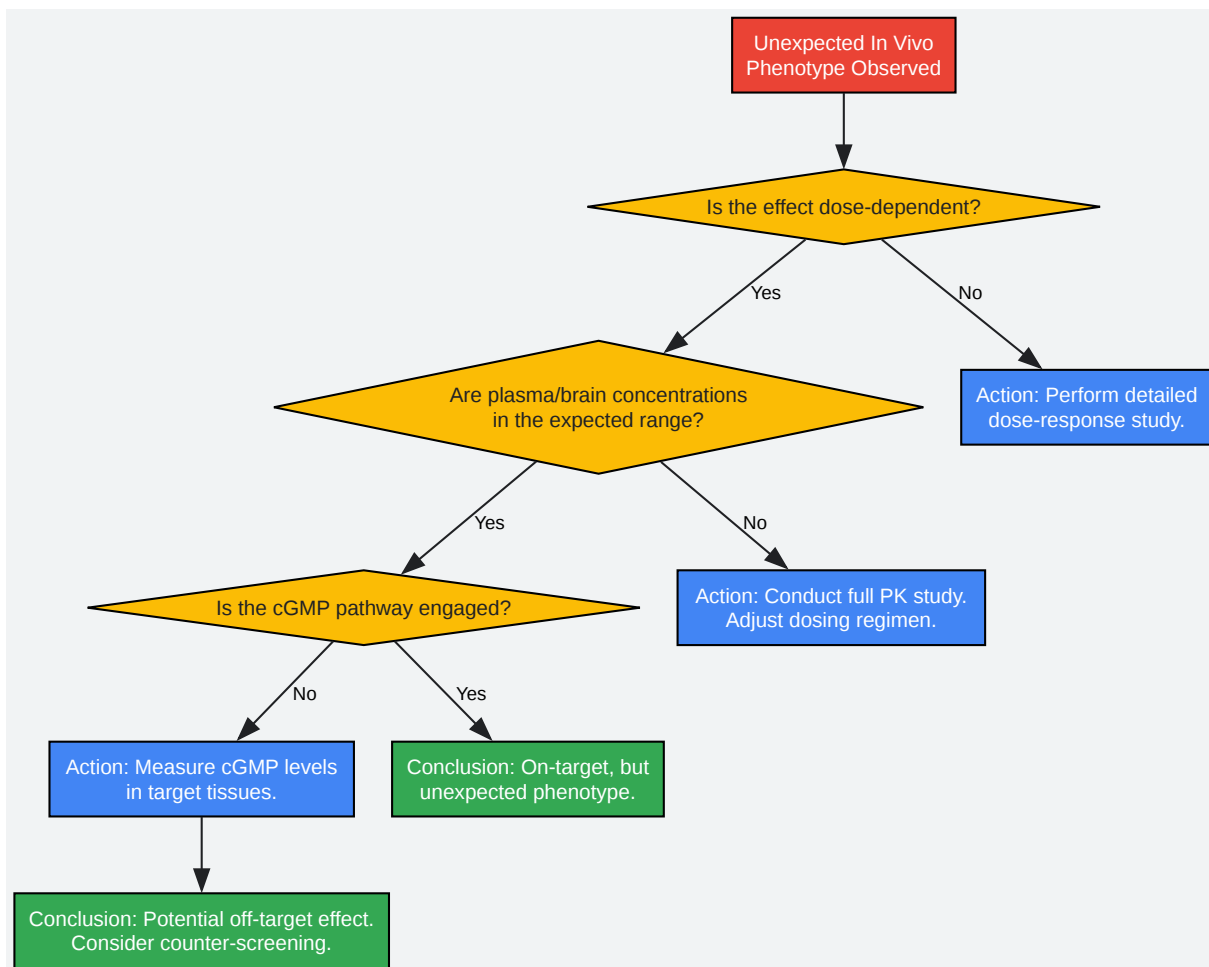 Unexpected In Vivo
Phenotype Observed
Is the effect dose-dependent?
Yes
No
Are plasma/brain concentrations
in the expected range?
Action: Perform detailed
dose-response study.
Yes
No
Is the cGMP pathway engaged?
Action: Conduct full PK study.
Adjust dosing regimen.
No
Yes
Action: Measure cGMP levels
in target tissues.
Conclusion: On-target, but
unexpected phenotype.
Conclusion: Potential off-target effect.
Consider counter-screening.